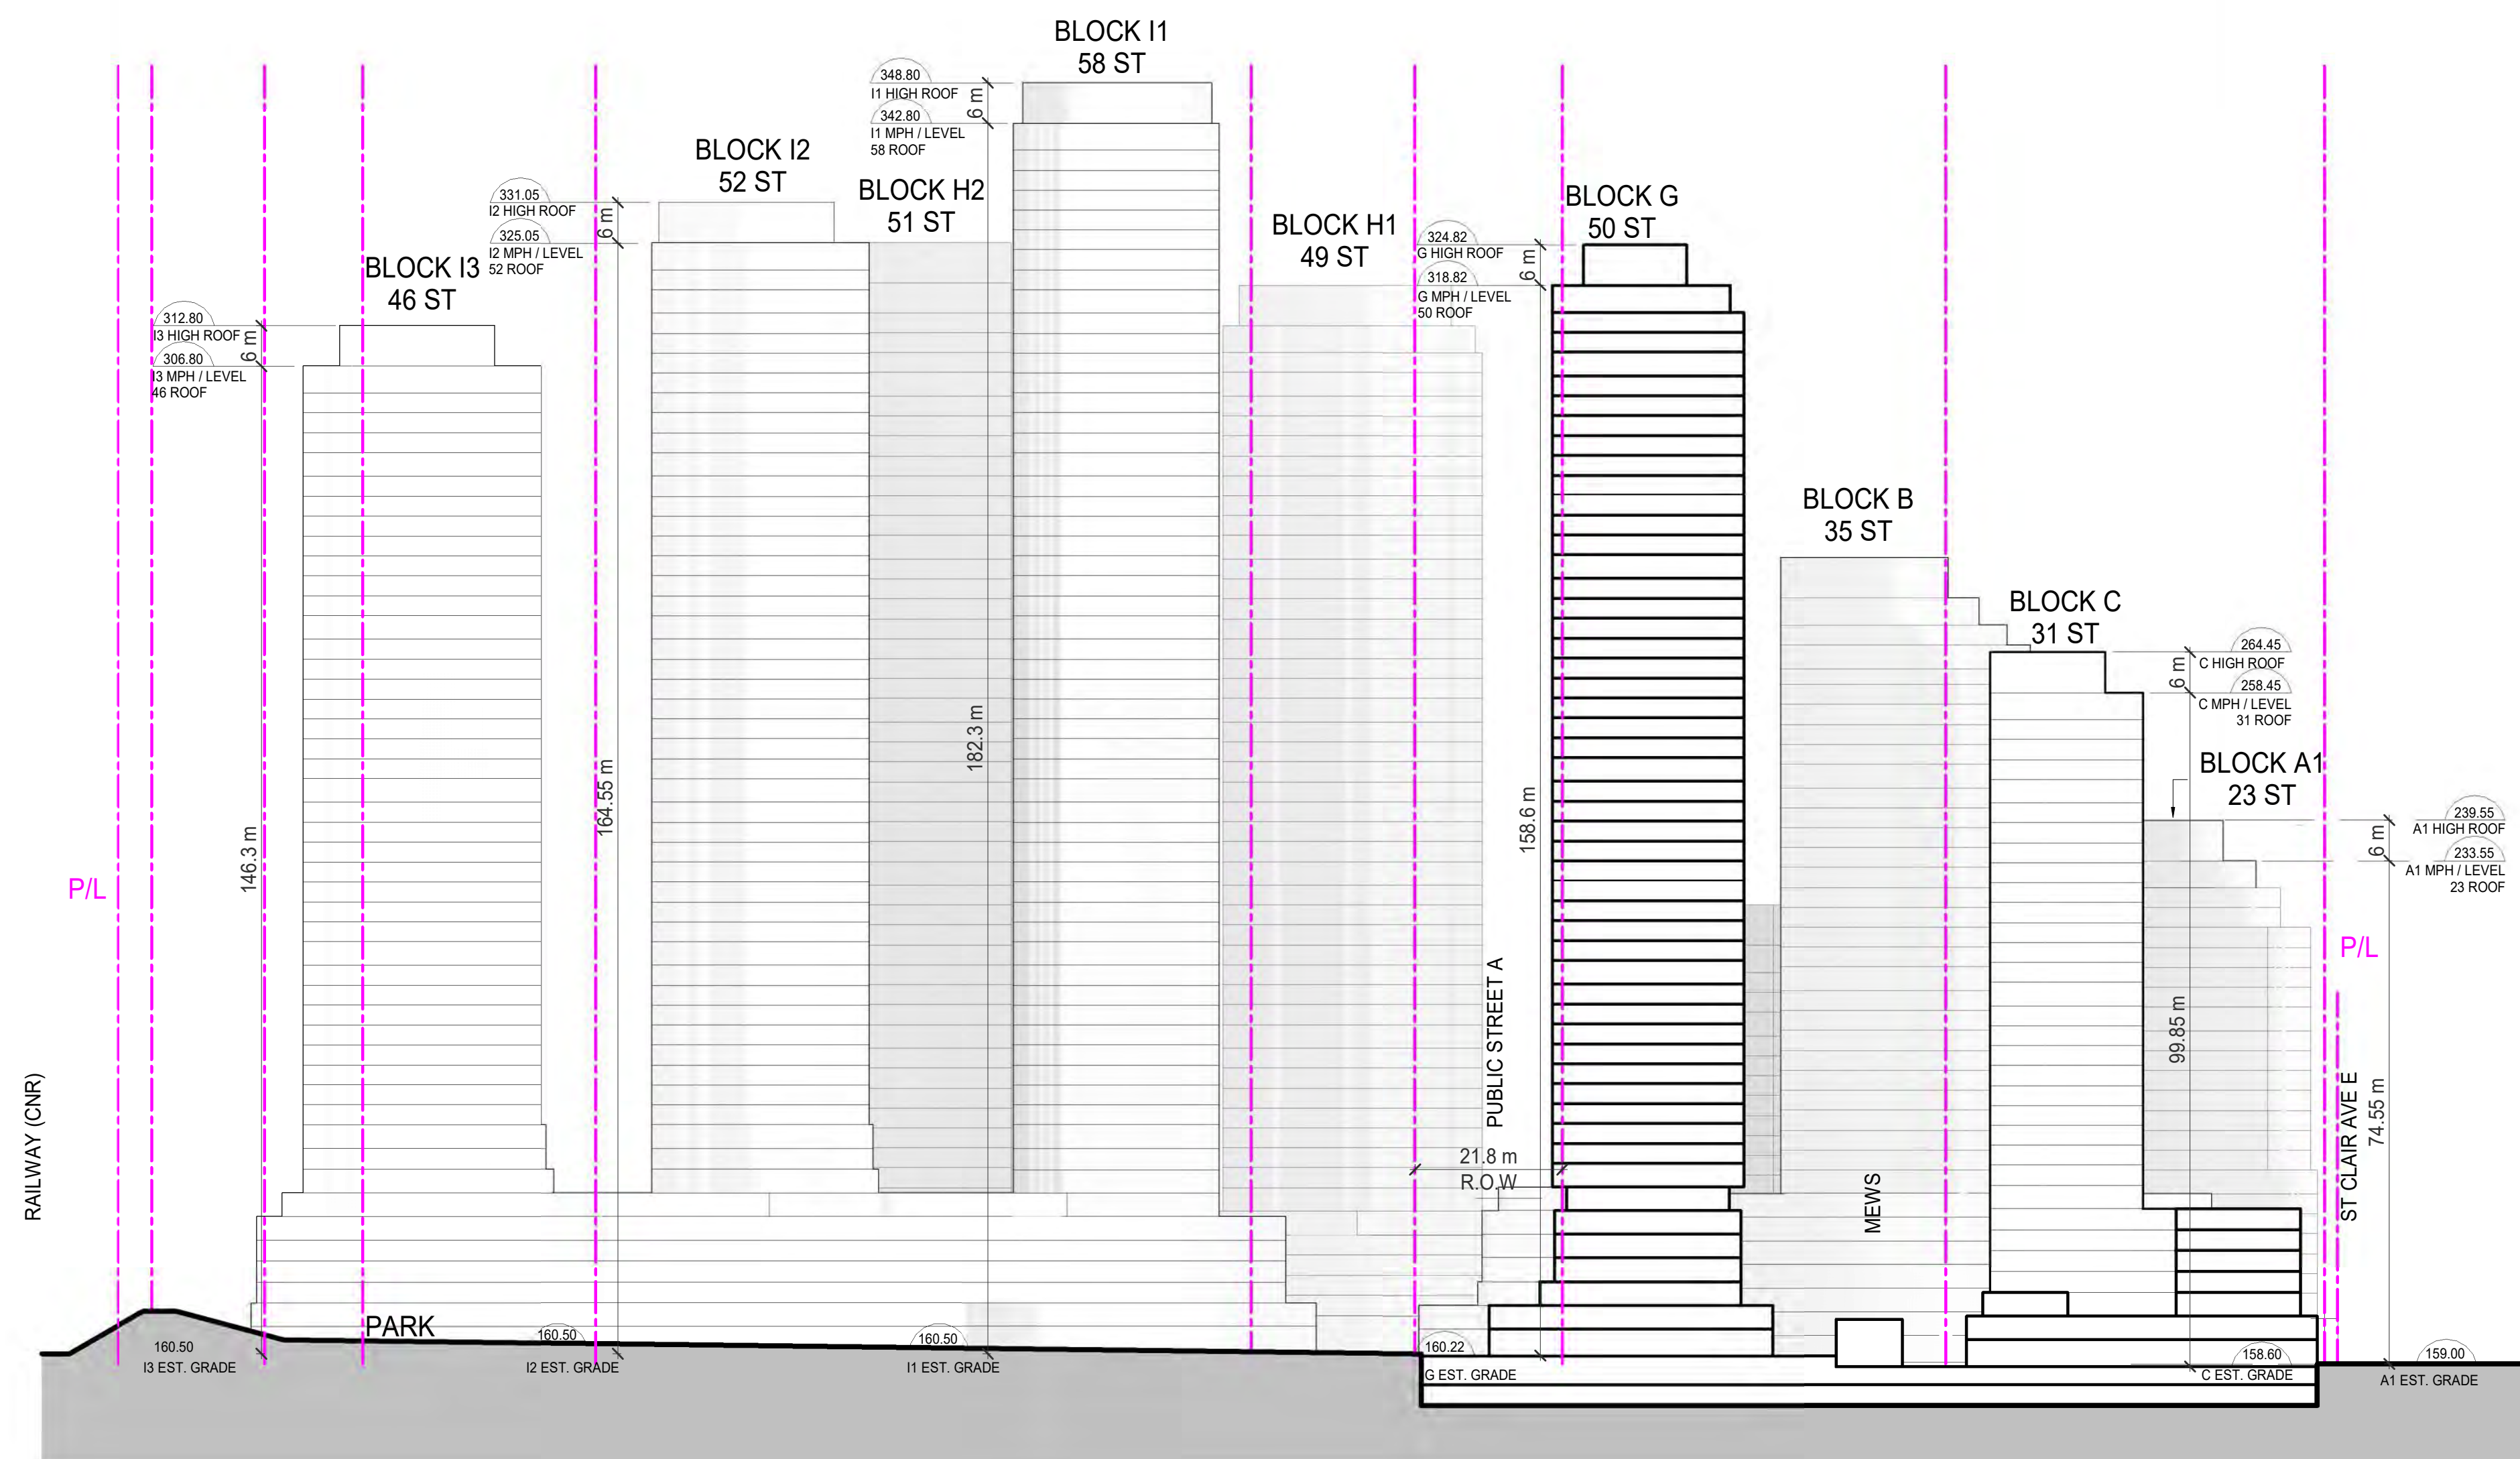 BLOCK I1
58 ST
348.80
I1 HIGH ROOF
6 m
342.80
I1 MPH / LEVEL
58 ROOF
BLOCK I2
52 ST
331.05
I2 HIGH ROOF
6 m
325.05
I2 MPH / LEVEL
52 ROOF
BLOCK H2
51 ST
BLOCK G
50 ST
BLOCK H1
49 ST
324.82
G HIGH ROOF
6 m
318.82
G MPH / LEVEL
50 ROOF
BLOCK I3
46 ST
312.80
I3 HIGH ROOF
6 m
306.80
I3 MPH / LEVEL
46 ROOF
BLOCK B
35 ST
BLOCK C
31 ST
264.45
C HIGH ROOF
6 m
258.45
C MPH / LEVEL
31 ROOF
BLOCK A1
23 ST
239.55
A1 HIGH ROOF
6 m
233.55
A1 MPH / LEVEL
23 ROOF
146.3 m
164.55 m
182.3 m
158.6 m
99.85 m
74.55 m
P/L
P/L
RAILWAY (CNR)
PUBLIC STREET A
21.8 m
R.O.W
MEWS
ST CLAIR AVE E
PARK
160.50
I3 EST. GRADE
160.50
I2 EST. GRADE
160.50
I1 EST. GRADE
160.22
G EST. GRADE
158.60
C EST. GRADE
159.00
A1 EST. GRADE